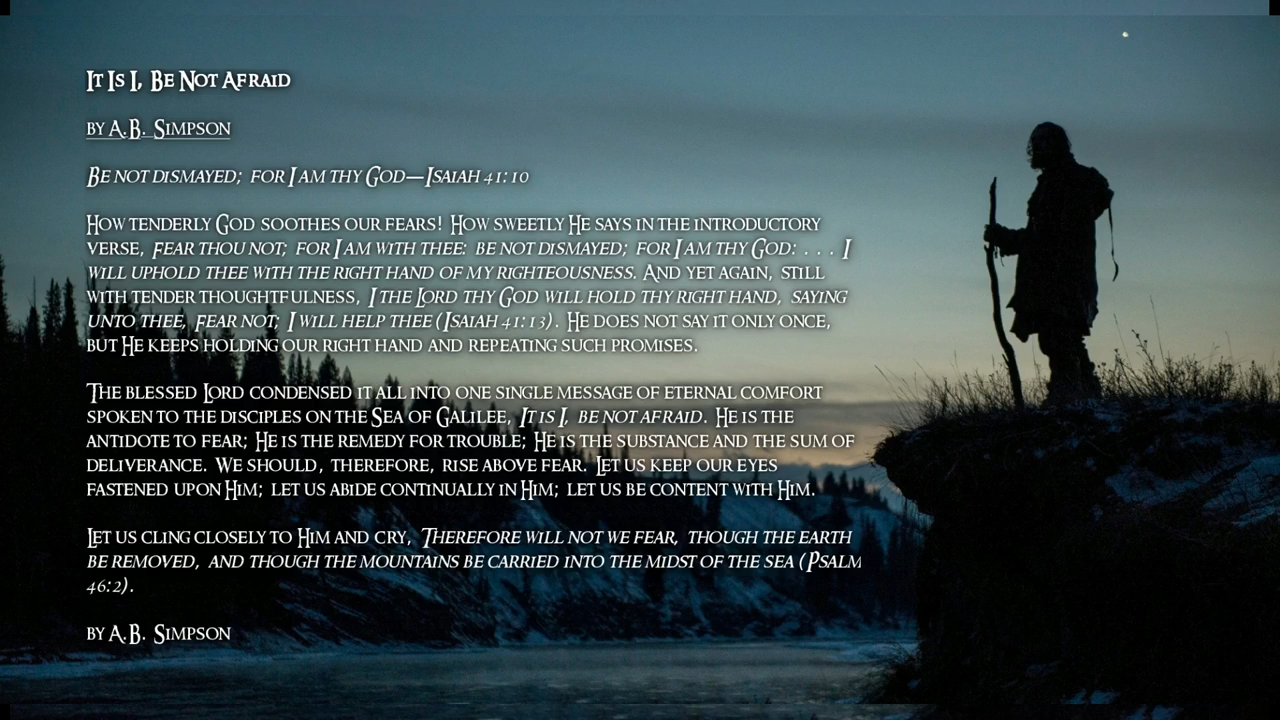 It Is I, Be Not Afraid
by A.B. Simpson
Be not dismayed; for I am thy God—Isaiah 41:10
How tenderly God soothes our fears! How sweetly He says in the introductory
verse, fear thou not; for I am with thee: be not dismayed; for I am thy God: . . . I
will uphold thee with the right hand of my righteousness. And yet again, still
with tender thoughtfulness, I the Lord thy God will hold thy right hand, saying
unto thee, Fear not; I will help thee (Isaiah 41:13). He does not say it only once,
but He keeps holding our right hand and repeating such promises.
The blessed Lord condensed it all into one single message of eternal comfort
spoken to the disciples on the Sea of Galilee, It is I, be not afraid. He is the
antidote to fear; He is the remedy for trouble; He is the substance and the sum of
deliverance. We should, therefore, rise above fear. Let us keep our eyes
fastened upon Him; let us abide continually in Him; let us be content with Him.
Let us cling closely to Him and cry, Therefore will not we fear, though the earth
be removed, and though the mountains be carried into the midst of the sea (Psalm
46:2).
by A.B. Simpson